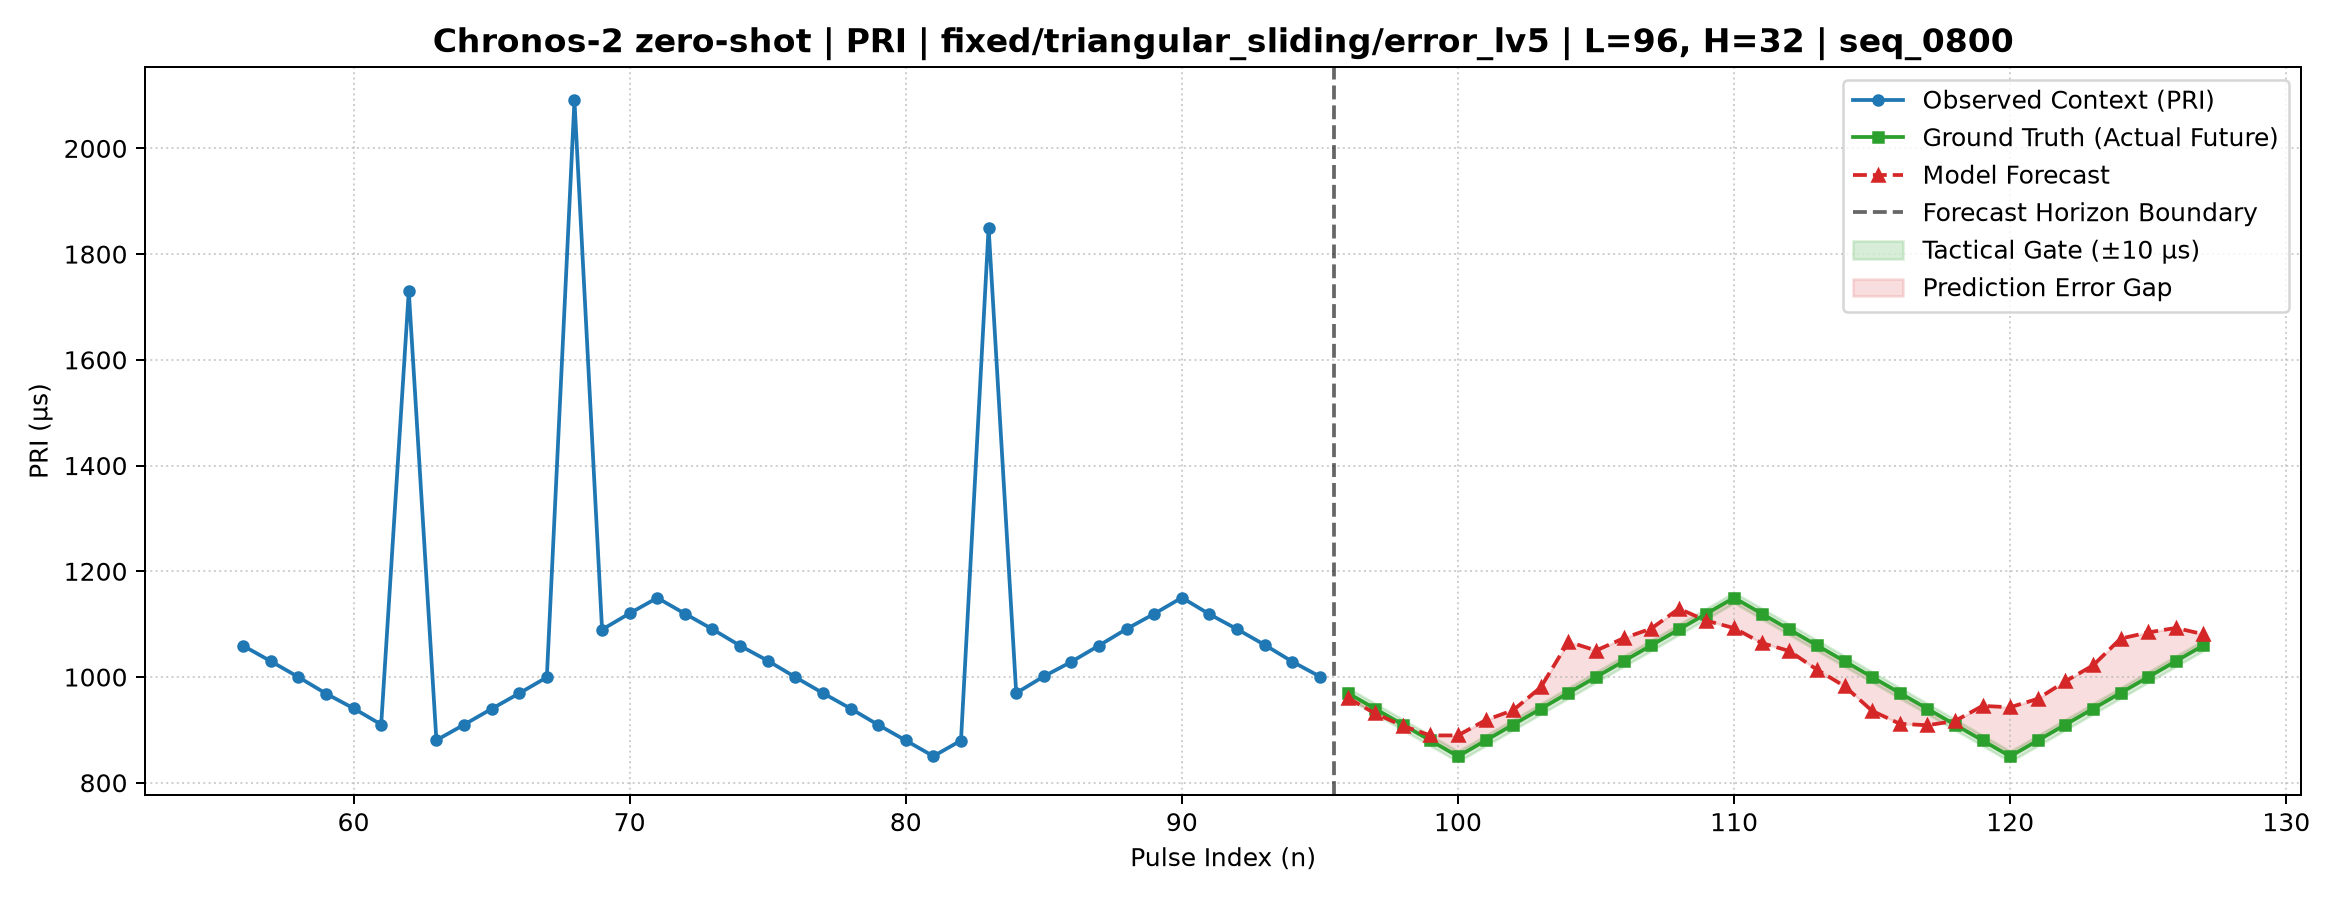 Chronos-2 zero-shot | PRI | fixed/triangular_sliding/error_lv5 | L=96, H=32 | seq_0800
Observed Context (PRI)
Ground Truth (Actual Future)
Model Forecast
Forecast Horizon Boundary
Tactical Gate (±10 µs)
Prediction Error Gap
PRI (µs)
2000
1800
1600
1400
1200
1000
800
60 70 80 90 100 110 120 130
Pulse Index (n)